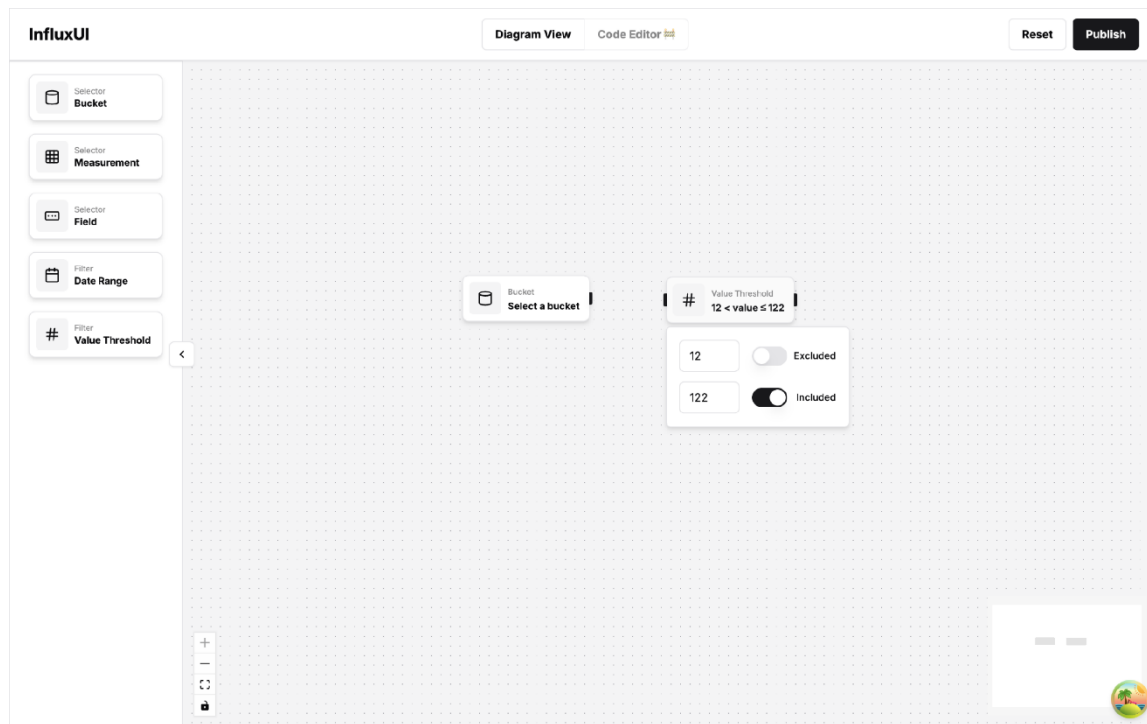 InfluxUI
Diagram View
Code Editor 🚧
Reset
Publish
Selector
Bucket
Selector
Measurement
Selector
Field
Filter
Date Range
Filter
Value Threshold
Bucket
Select a bucket
Value Threshold
12 < value ≤ 122
12
Excluded
122
Included